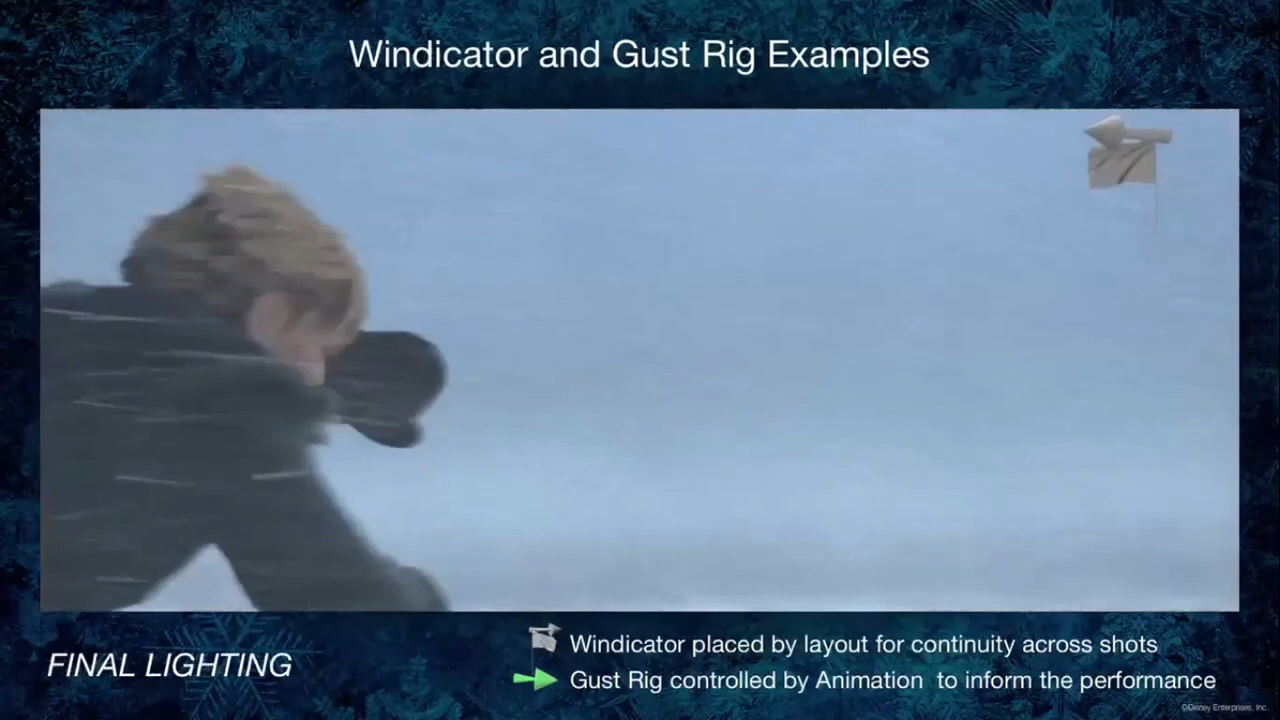 Windicator and Gust Rig Examples
FINAL LIGHTING
Windicator placed by layout for continuity across shots
Gust Rig controlled by Animation to inform the performance
©Disney Enterprises, Inc.